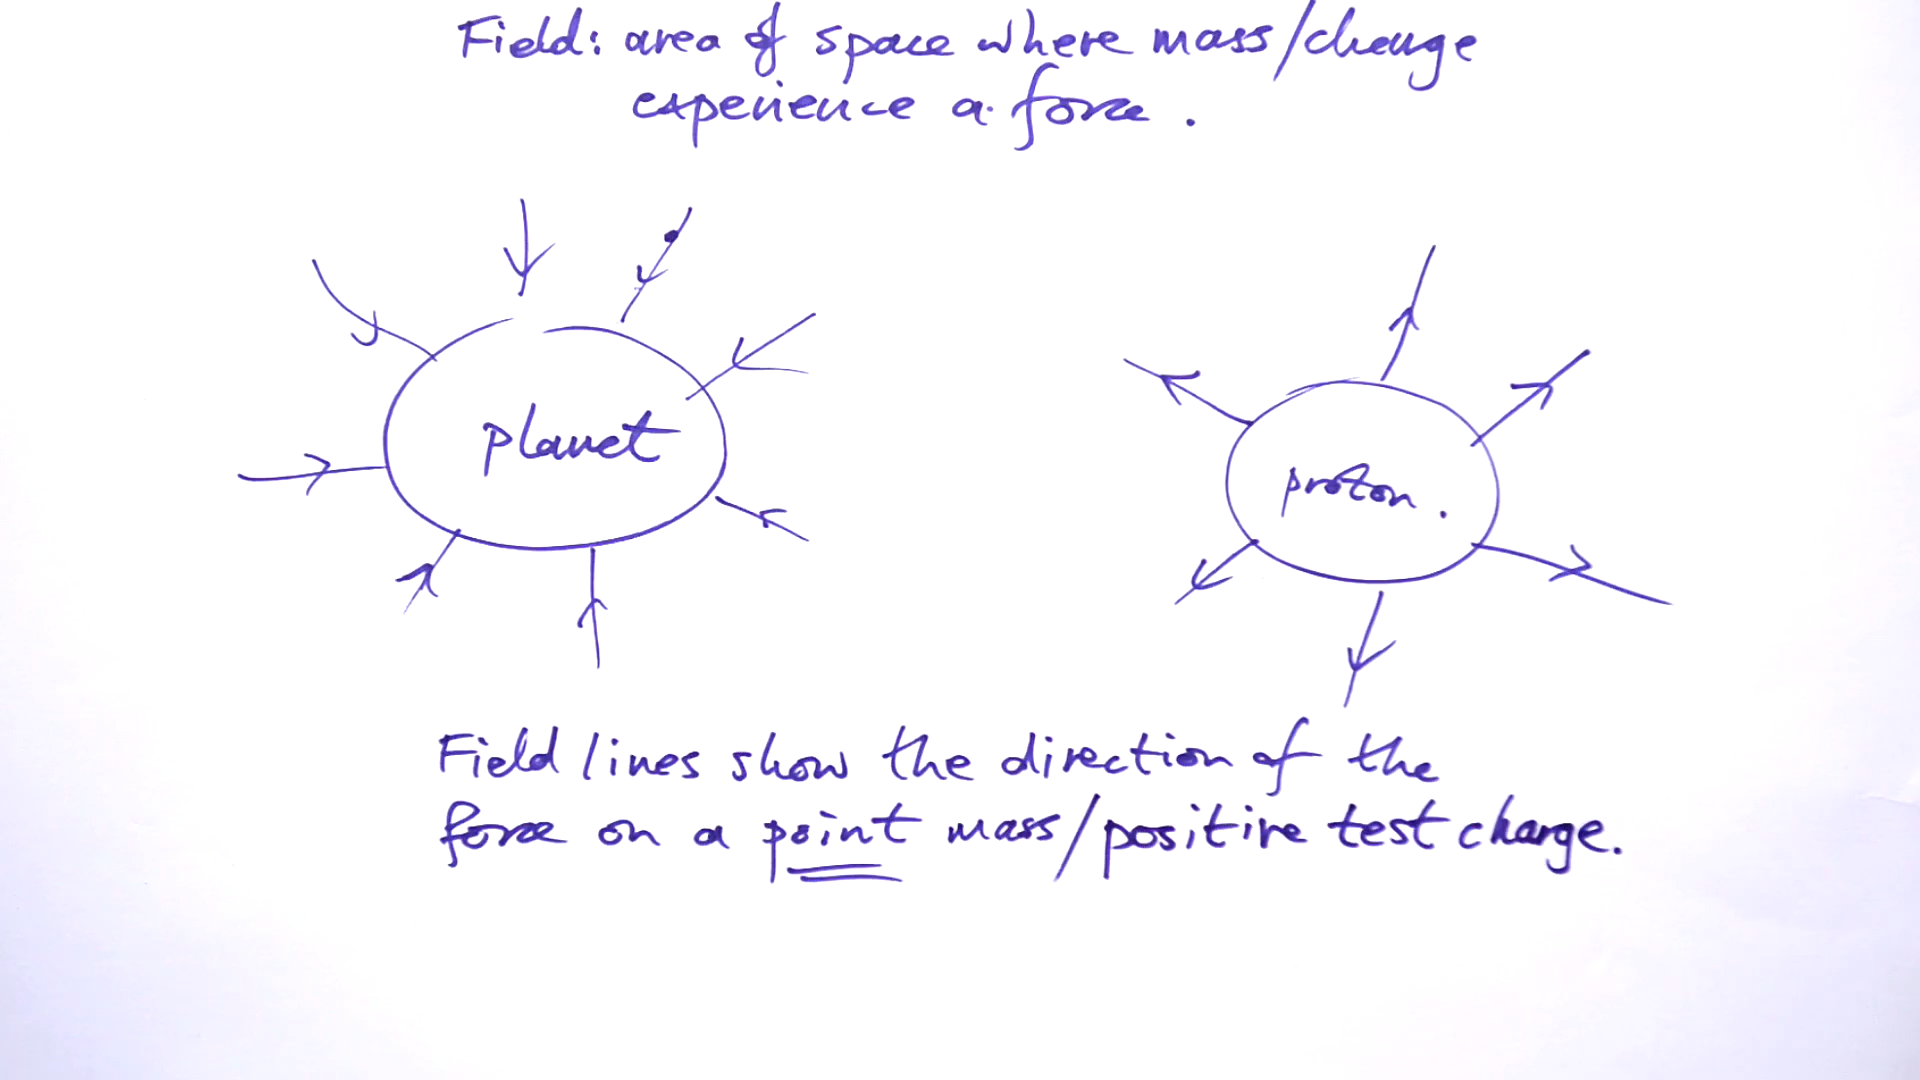 Field: area of space where mass/charge
experience a force.
planet
proton.
Field lines show the direction of the
force on a point mass/positive test charge.